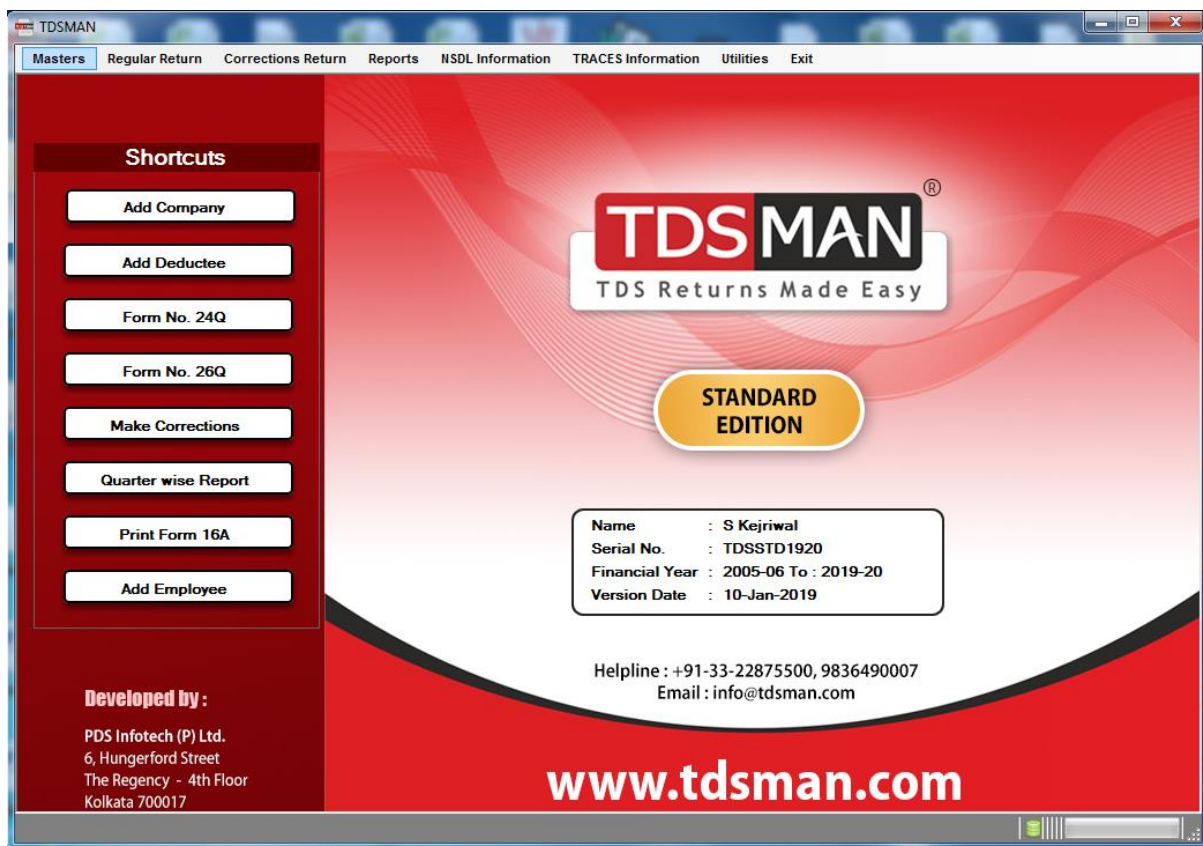 TDSMAN
Masters Regular Return Corrections Return Reports NSDL Information TRACES Information Utilities Exit
Shortcuts
Add Company
Add Deductee
Form No. 24Q
Form No. 26Q
Make Corrections
Quarter wise Report
Print Form 16A
Add Employee
Developed by :
PDS Infotech (P) Ltd.
6, Hungerford Street
The Regency - 4th Floor
Kolkata 700017
TDSMAN ®
TDS Returns Made Easy
STANDARD
EDITION
Name : S Kejriwal
Serial No. : TDSSTD1920
Financial Year : 2005-06 To : 2019-20
Version Date : 10-Jan-2019
Helpline : +91-33-22875500, 9836490007
Email : info@tdsman.com
www.tdsman.com